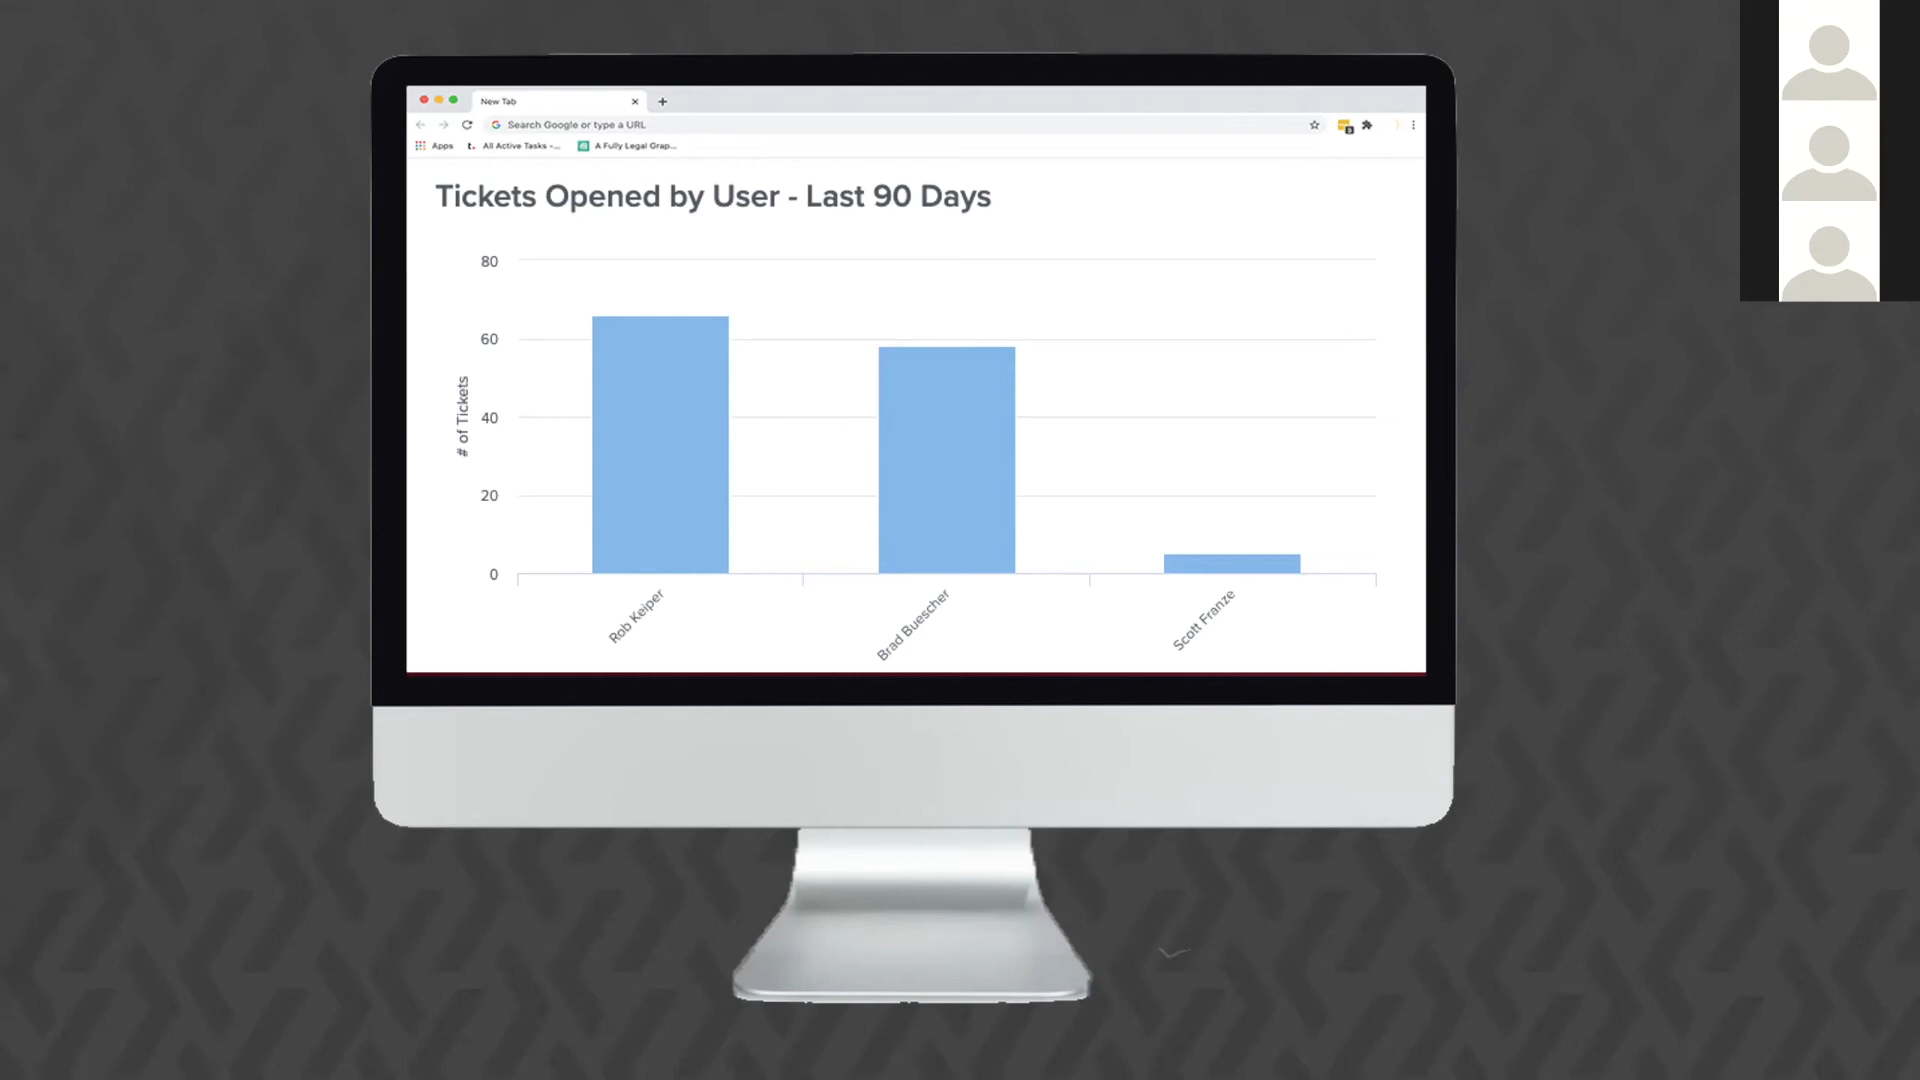 New Tab
Search Google or type a URL
Apps
t. All Active Tasks -...
A Fully Legal Grap...
Tickets Opened by User - Last 90 Days
80
60
40
20
0
# of Tickets
Rob Keiper
Brad Buescher
Scott Franze